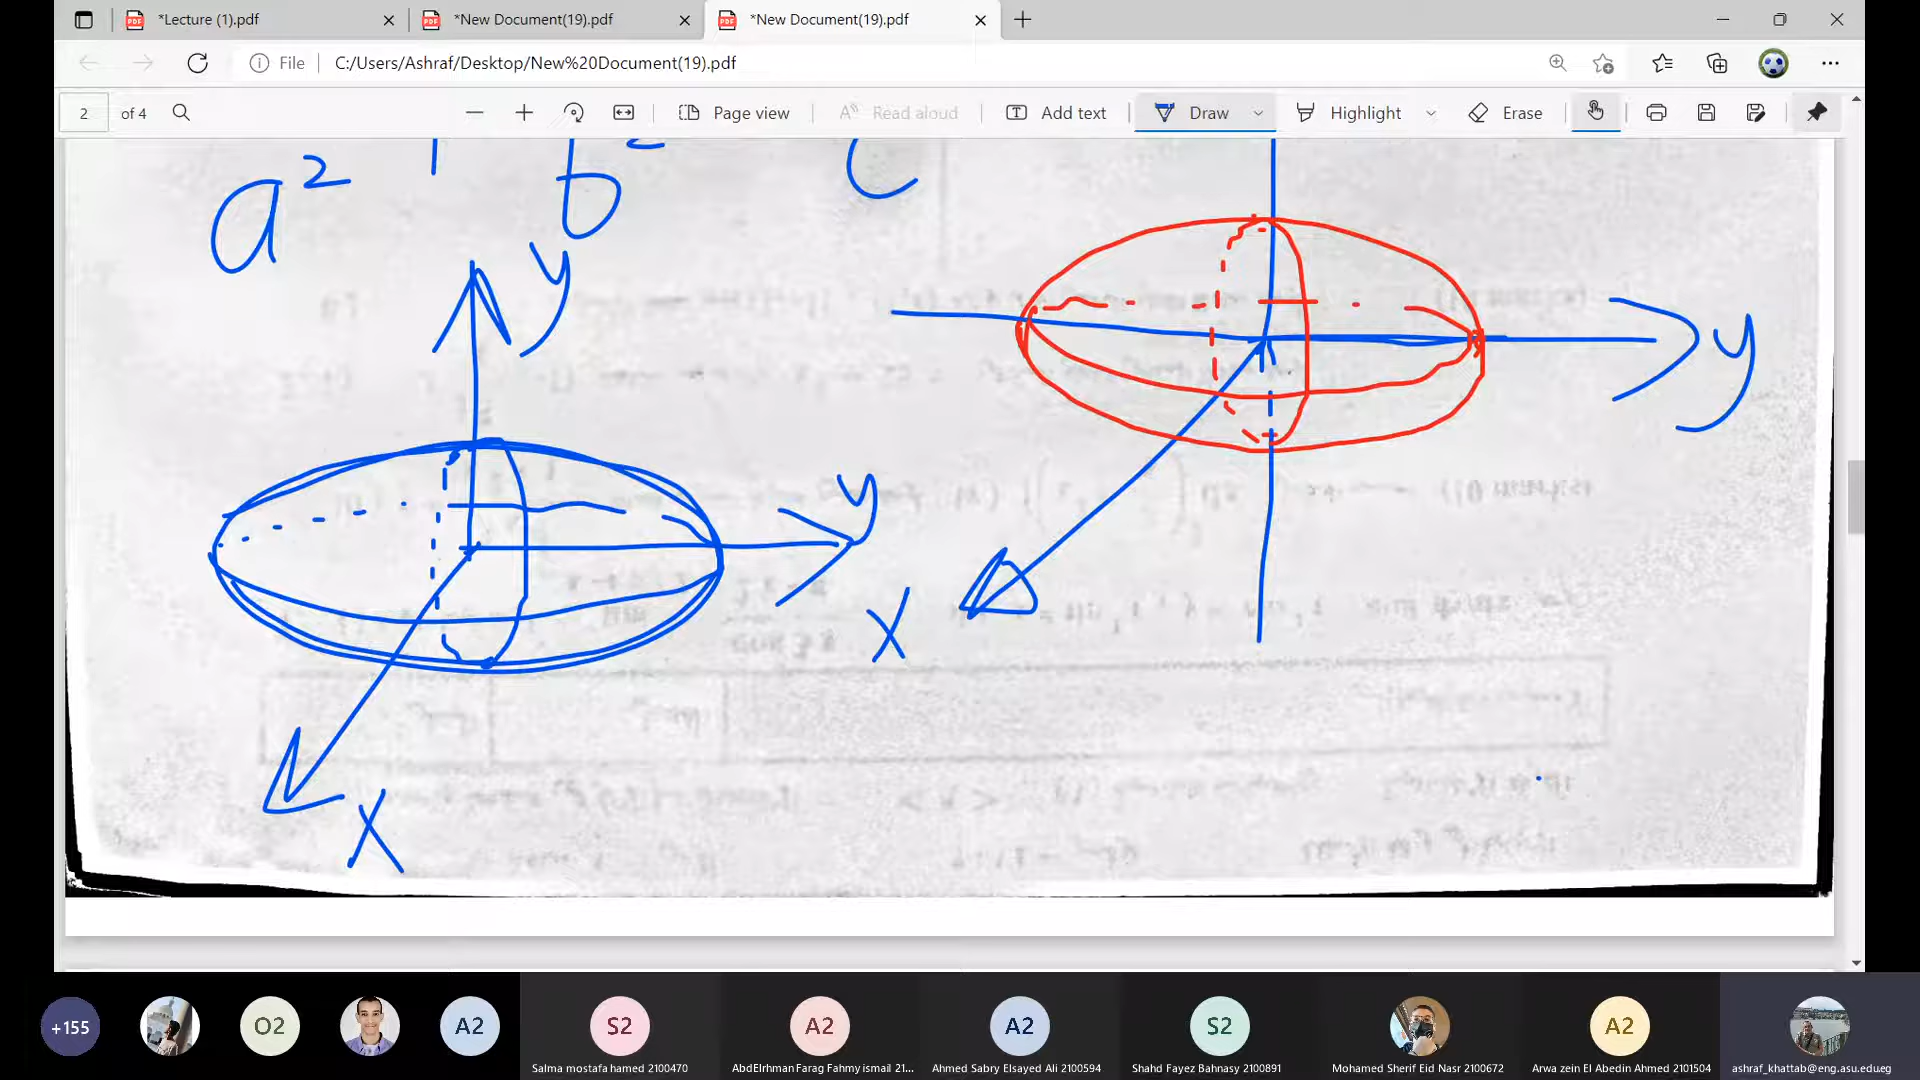 *Lecture (1).pdf
*New Document(19).pdf
*New Document(19).pdf
File
C:/Users/Ashraf/Desktop/New%20Document(19).pdf
2 of 4
Page view
Read aloud
Add text
Draw
Highlight
Erase
a² b² c
y
y
y
x
x
+155
O2
A2
S2
A2
A2
S2
A2
Salma mostafa hamed 2100470
AbdElrhman Farag Fahmy ismail 21...
Ahmed Sabry Elsayed Ali 2100594
Shahd Fayez Bahnasy 2100891
Mohamed Sherif Eid Nasr 2100672
Arwa zein El Abedin Ahmed 2101504
ashraf_khattab@eng.asu.edu.eg